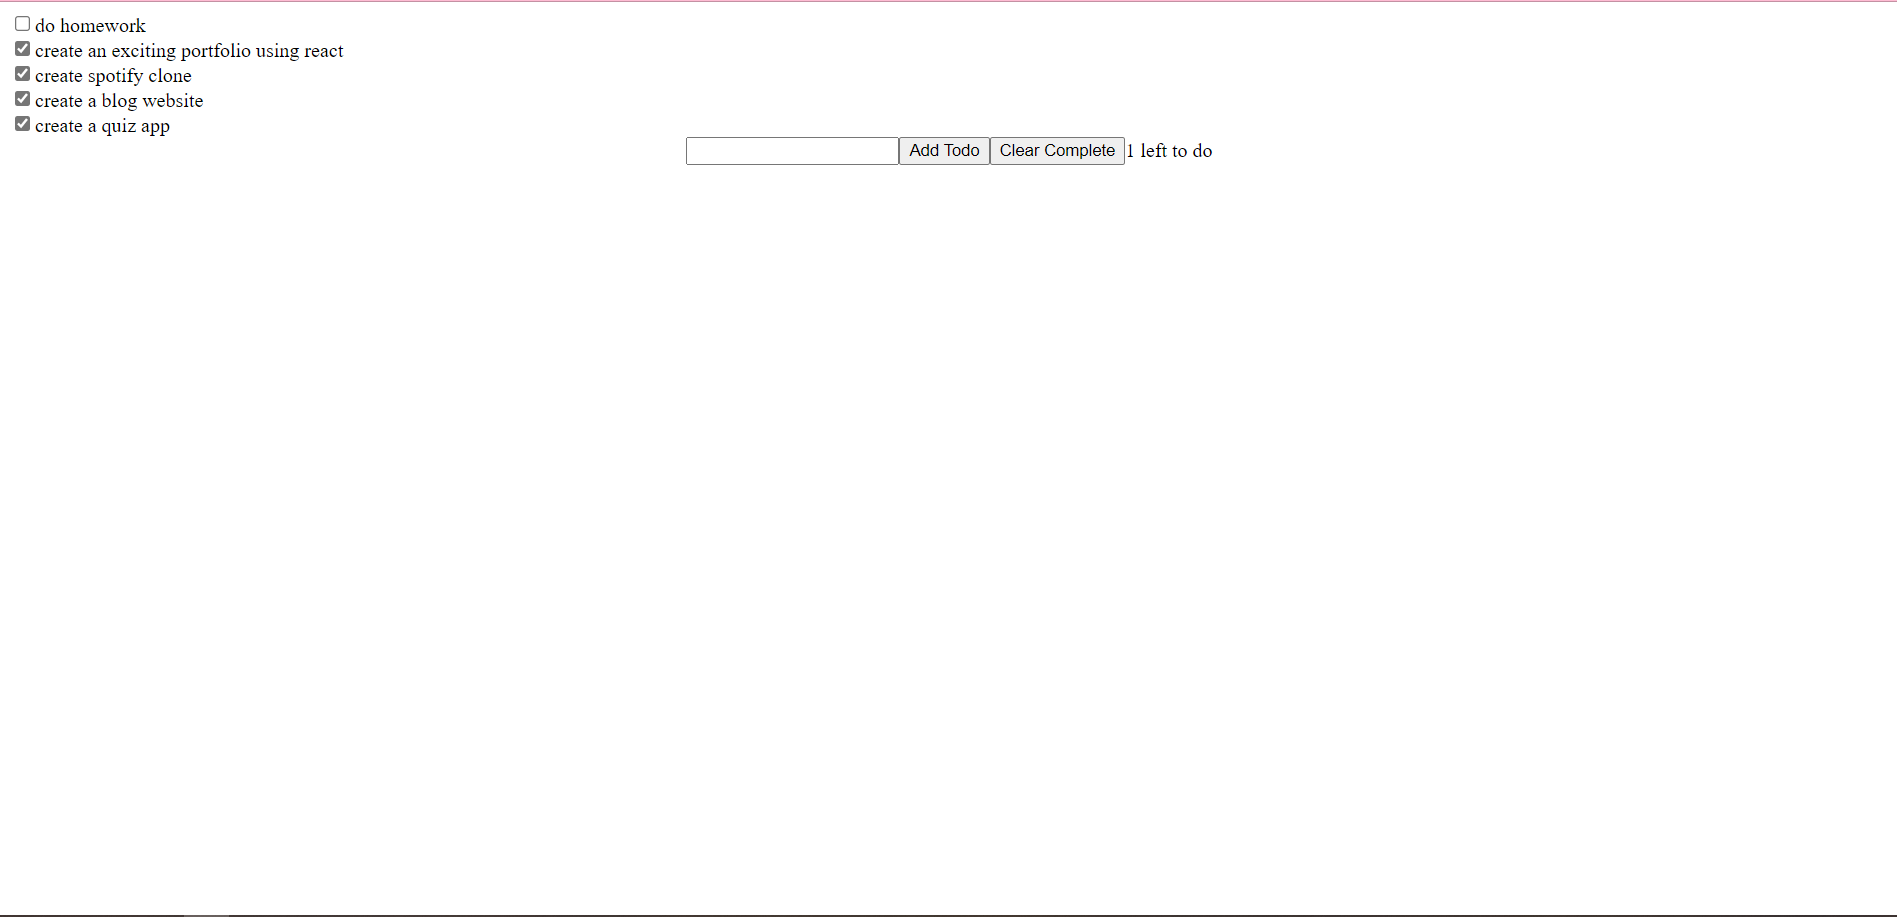 do homework
create an exciting portfolio using react
create spotify clone
create a blog website
create a quiz app
Add Todo Clear Complete 1 left to do